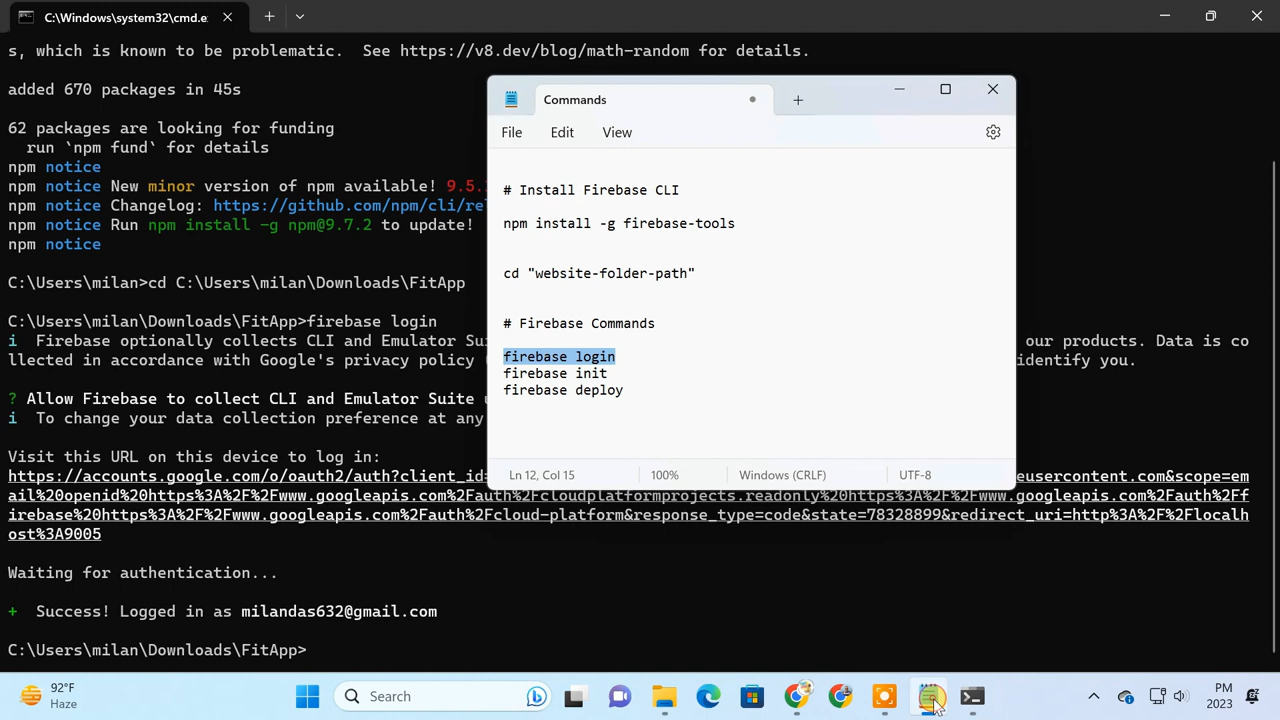 C:\Windows\system32\cmd.e
s, which is known to be problematic.  See https://v8.dev/blog/math-random for details.
added 670 packages in 45s
62 packages are looking for funding
run `npm fund` for details
npm notice
npm notice New minor version of npm available! 9.5.
npm notice Changelog: https://github.com/npm/cli/rel
npm notice Run npm install -g npm@9.7.2 to update!
npm notice
C:\Users\milan>cd C:\Users\milan\Downloads\FitApp
C:\Users\milan\Downloads\FitApp>firebase login
i  Firebase optionally collects CLI and Emulator Sui our products. Data is co
llected in accordance with Google's privacy policy ( identify you.
? Allow Firebase to collect CLI and Emulator Suite u
i  To change your data collection preference at any
Visit this URL on this device to log in:
https://accounts.google.com/o/oauth2/auth?client_id= eusercontent.com&scope=em
ail%20openid%20https%3A%2F%2Fwww.googleapis.com%2Fauth%2Fcloudplatformprojects.readonly%20https%3A%2F%2Fwww.googleapis.com%2Fauth%2Ff
irebase%20https%3A%2F%2Fwww.googleapis.com%2Fauth%2Fcloud-platform&response_type=code&state=78328899&redirect_uri=http%3A%2F%2Flocalh
ost%3A9005
Waiting for authentication...
+  Success! Logged in as milandas632@gmail.com
C:\Users\milan\Downloads\FitApp>
Commands
File Edit View
# Install Firebase CLI
npm install -g firebase-tools
cd "website-folder-path"
# Firebase Commands
firebase login
firebase init
firebase deploy
Ln 12, Col 15 100% Windows (CRLF) UTF-8
92°F
Haze
Search
PM
2023